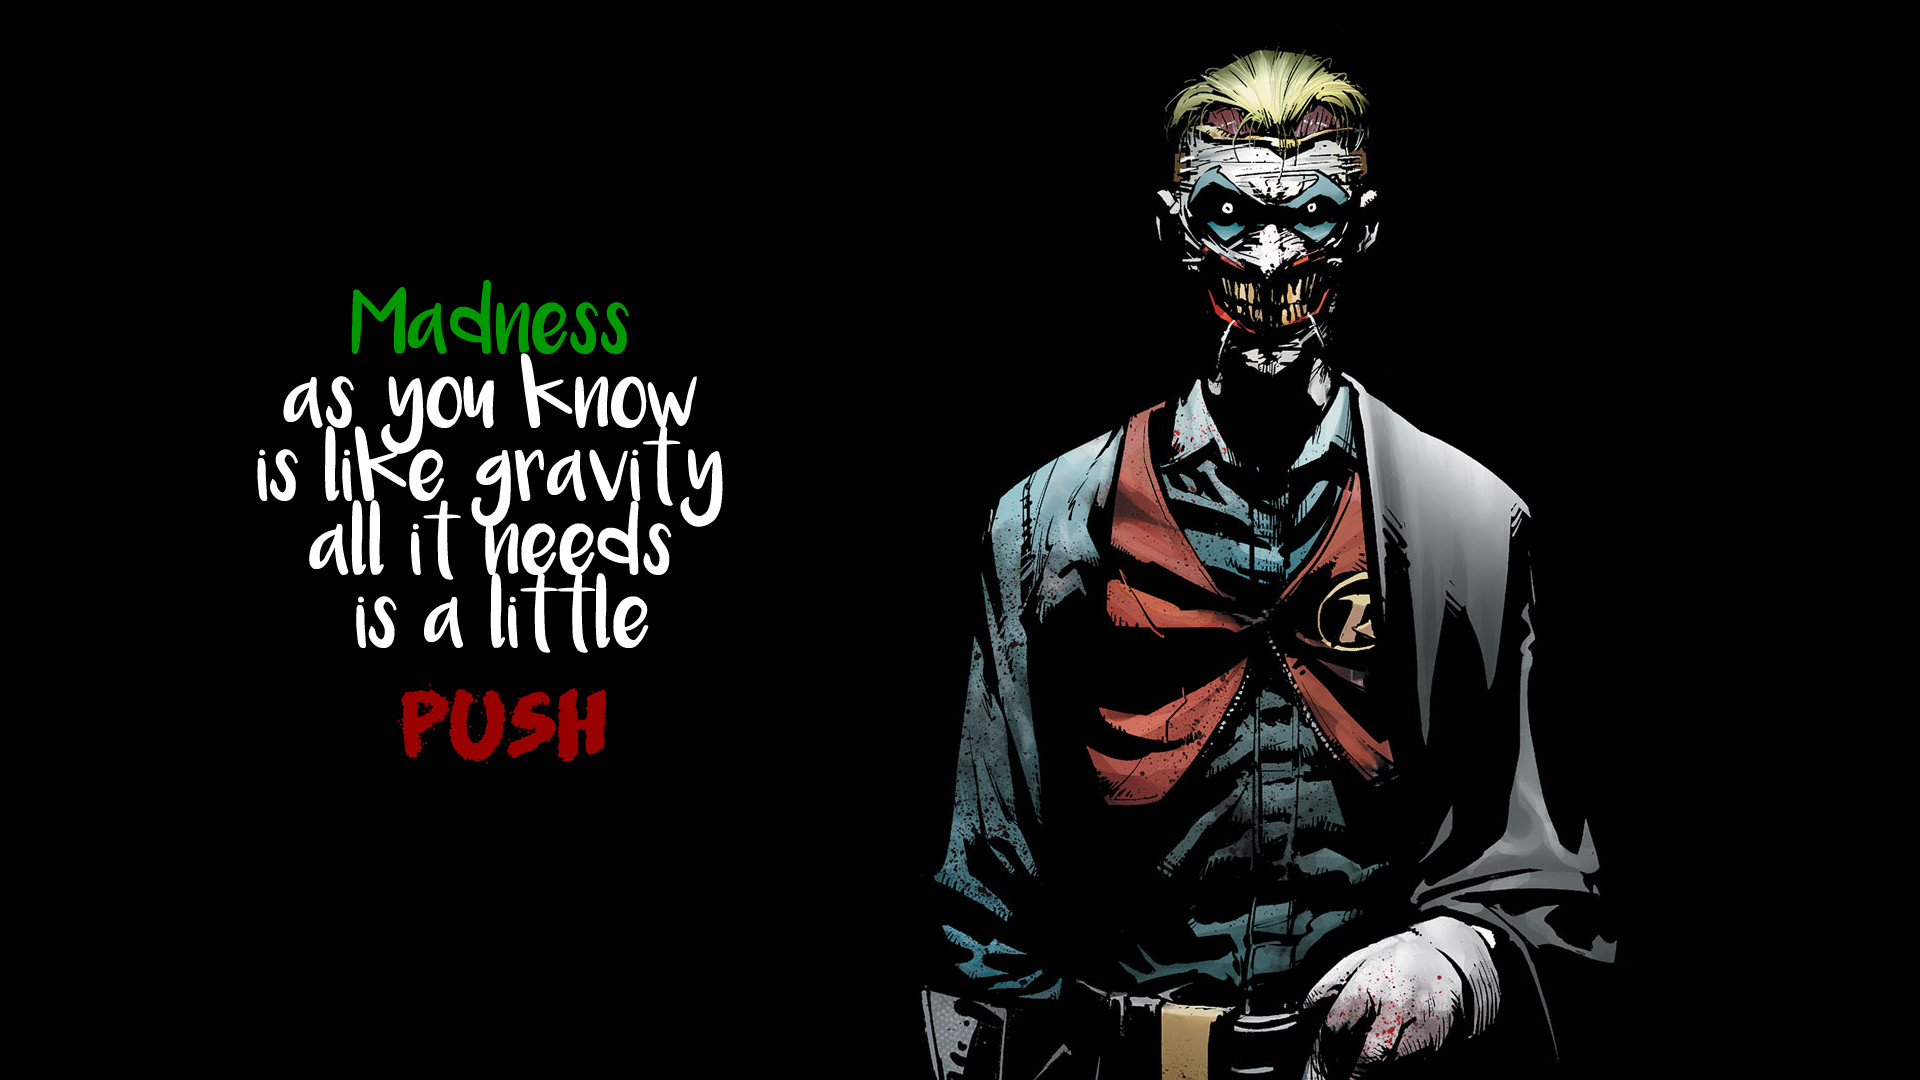 Madness
as you know
is like gravity
all it needs
is a little
PUSH
R